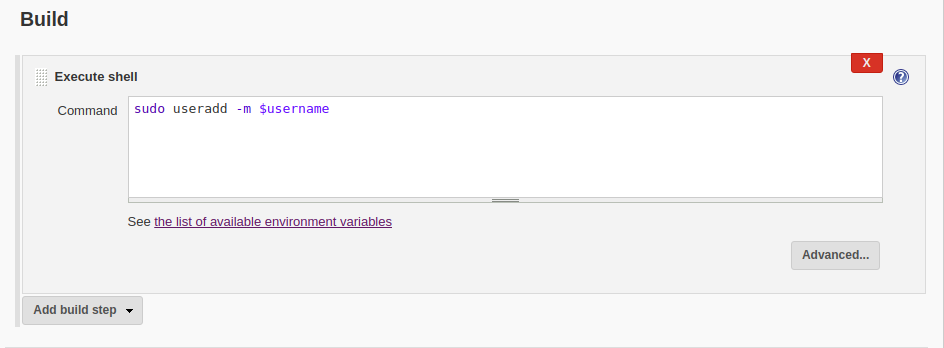 Build
X
Execute shell
?
Command
sudo useradd -m $username
See the list of available environment variables
Advanced...
Add build step